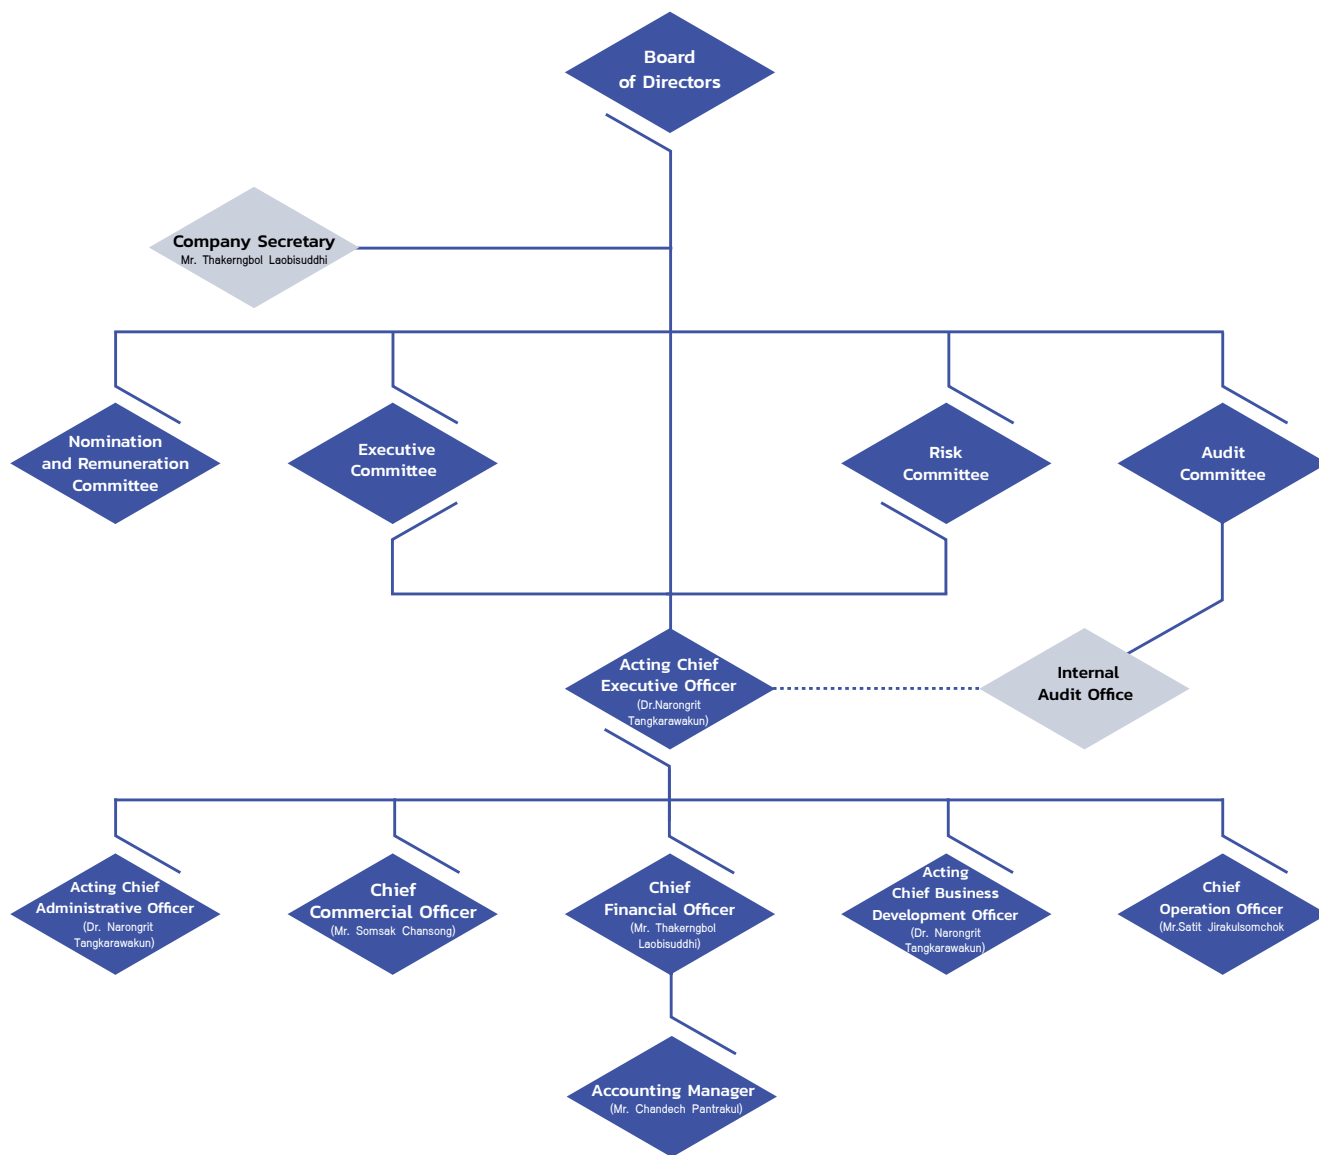 Board
of Directors
Company Secretary
Mr. Thakerngbol Laobisuddhi
Nomination
and Remuneration
Committee
Executive
Committee
Risk
Committee
Audit
Committee
Acting Chief
Executive Officer
(Dr.Narongrit
Tangkarawakun)
Internal
Audit Office
Acting Chief
Administrative Officer
(Dr. Narongrit
Tangkarawakun)
Chief
Commercial Officer
(Mr. Somsak Chansong)
Chief
Financial Officer
(Mr. Thakerngbol
Laobisuddhi)
Acting
Chief Business
Development Officer
(Dr. Narongrit
Tangkarawakun)
Chief
Operation Officer
(Mr.Satit Jirakulsomchok
Accounting Manager
(Mr. Chandech Pantrakul)